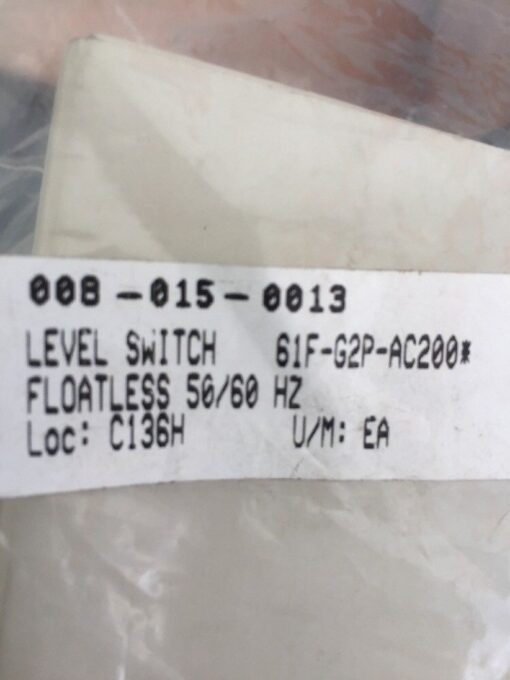 008-015-0013
LEVEL SWITCH 61F-G2P-AC200*
FLOATLESS 50/60 HZ
Loc: C136H U/M: EA